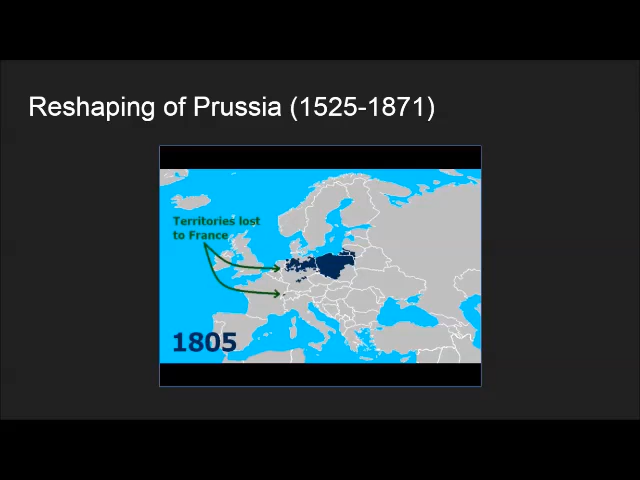 Reshaping of Prussia (1525-1871)
Territories lost
to France
1805